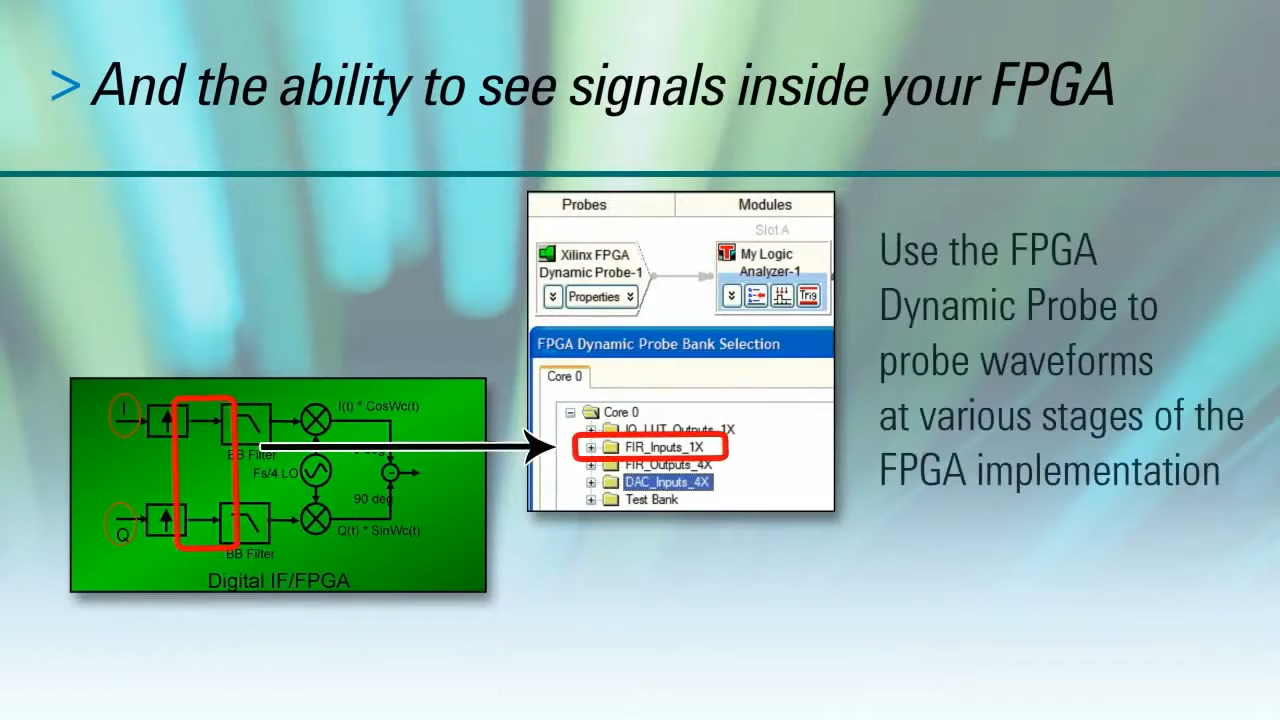 > And the ability to see signals inside your FPGA
Probes
Modules
Slot A
Xilinx FPGA
Dynamic Probe-1
Properties
My Logic
Analyzer-1
Trig
FPGA Dynamic Probe Bank Selection
Core 0
Core 0
IQ_LUT_Outputs_1X
FIR_Inputs_1X
FIR_Outputs_4X
DAC_Inputs_4X
Test Bank
Use the FPGA
Dynamic Probe to
probe waveforms
at various stages of the
FPGA implementation
I
I(t) * CosWc(t)
BB Filter
Fs/4 LO
90 deg
Q
Q(t) * SinWc(t)
BB Filter
Digital IF/FPGA